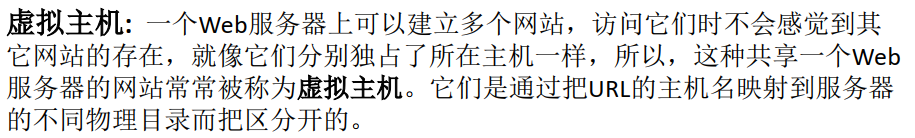 虚拟主机: 一个Web服务器上可以建立多个网站，访问它们时不会感觉到其
它网站的存在，就像它们分别独占了所在主机一样，所以，这种共享一个Web
服务器的网站常常被称为虚拟主机。它们是通过把URL的主机名映射到服务器
的不同物理目录而把区分开的。